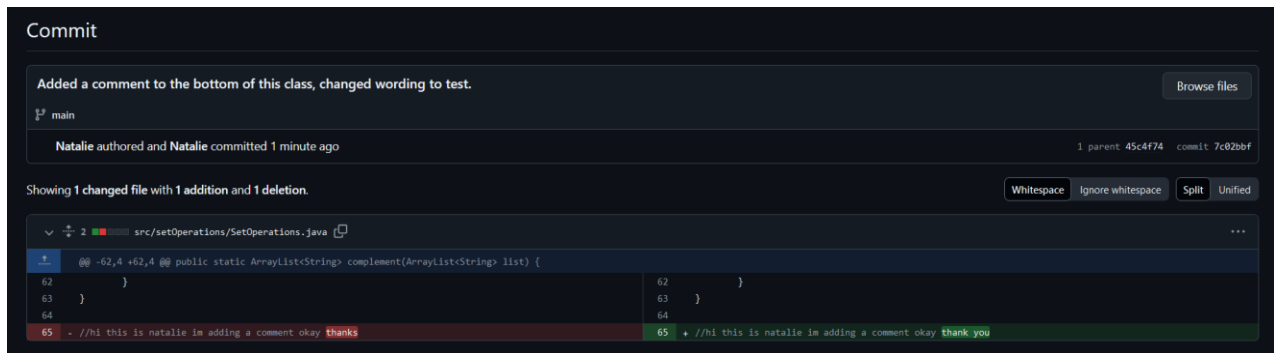 Commit
Added a comment to the bottom of this class, changed wording to test.
Browse files
main
Natalie authored and Natalie committed 1 minute ago
1 parent 45c4f74 commit 7c02bbf
Showing 1 changed file with 1 addition and 1 deletion.
Whitespace Ignore whitespace Split Unified
2 src/setOperations/SetOperations.java
@@ -62,4 +62,4 @@ public static ArrayList<String> complement(ArrayList<String> list) {
62 } 62 }
63 } 63 }
64 64
65 - //hi this is natalie im adding a comment okay thanks 65 + //hi this is natalie im adding a comment okay thank you